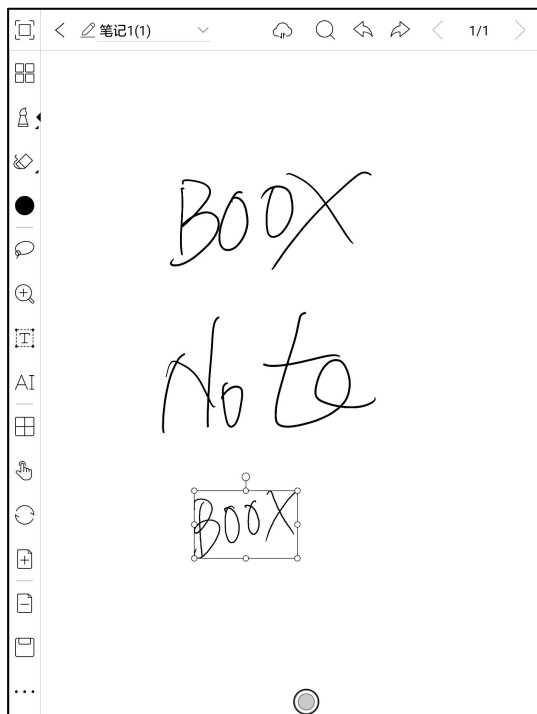 笔记1(1)
1/1
BOOX
T
Note
AI
BOOX